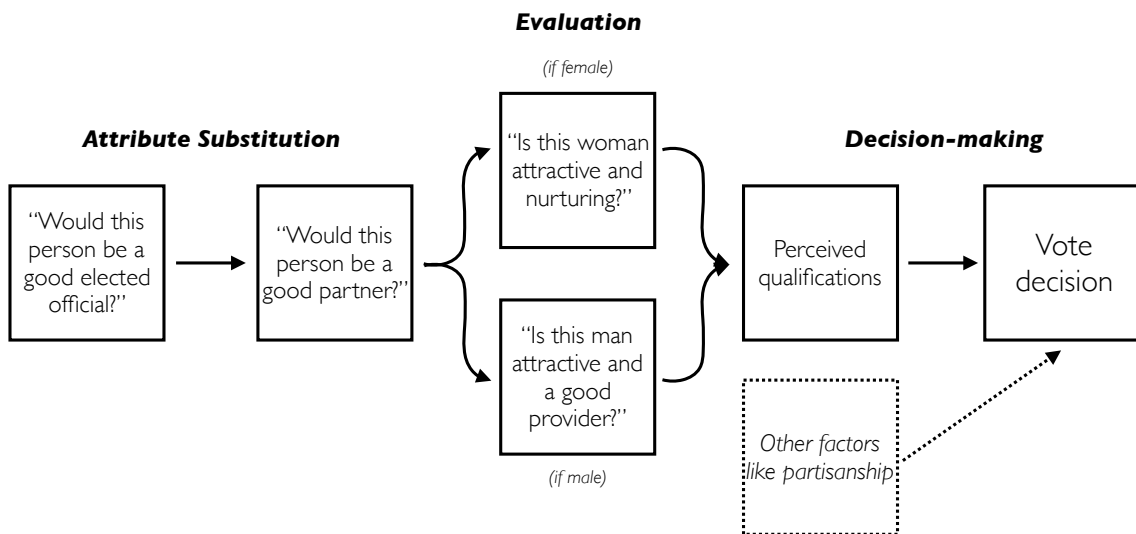 Evaluation
(if female)
Attribute Substitution
“Would this
person be a
good elected
official?”
“Would this
person be a
good partner?”
“Is this woman
attractive and
nurturing?”
“Is this man
attractive and
a good
provider?”
(if male)
Decision-making
Perceived
qualifications
Vote
decision
Other factors
like partisanship